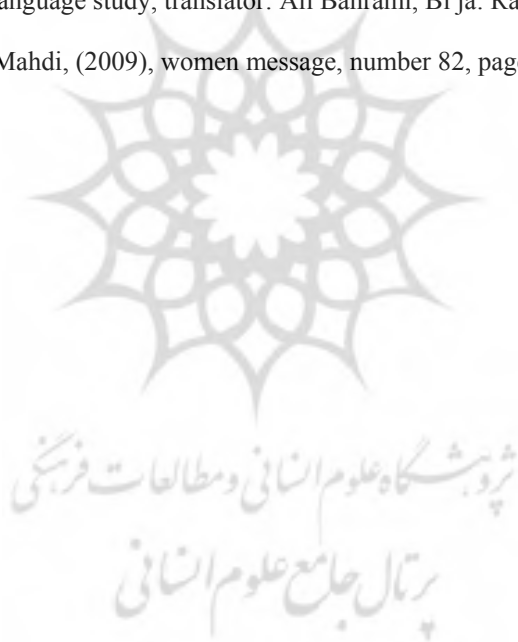 anguage study, translator: Ali Bahrami, Bi ja: Ra
Mahdi, (2009), women message, number 82, page
پژوهشگاه علوم انسانی و مطالعات فرهنگی
پرتال جامع علوم انسانی